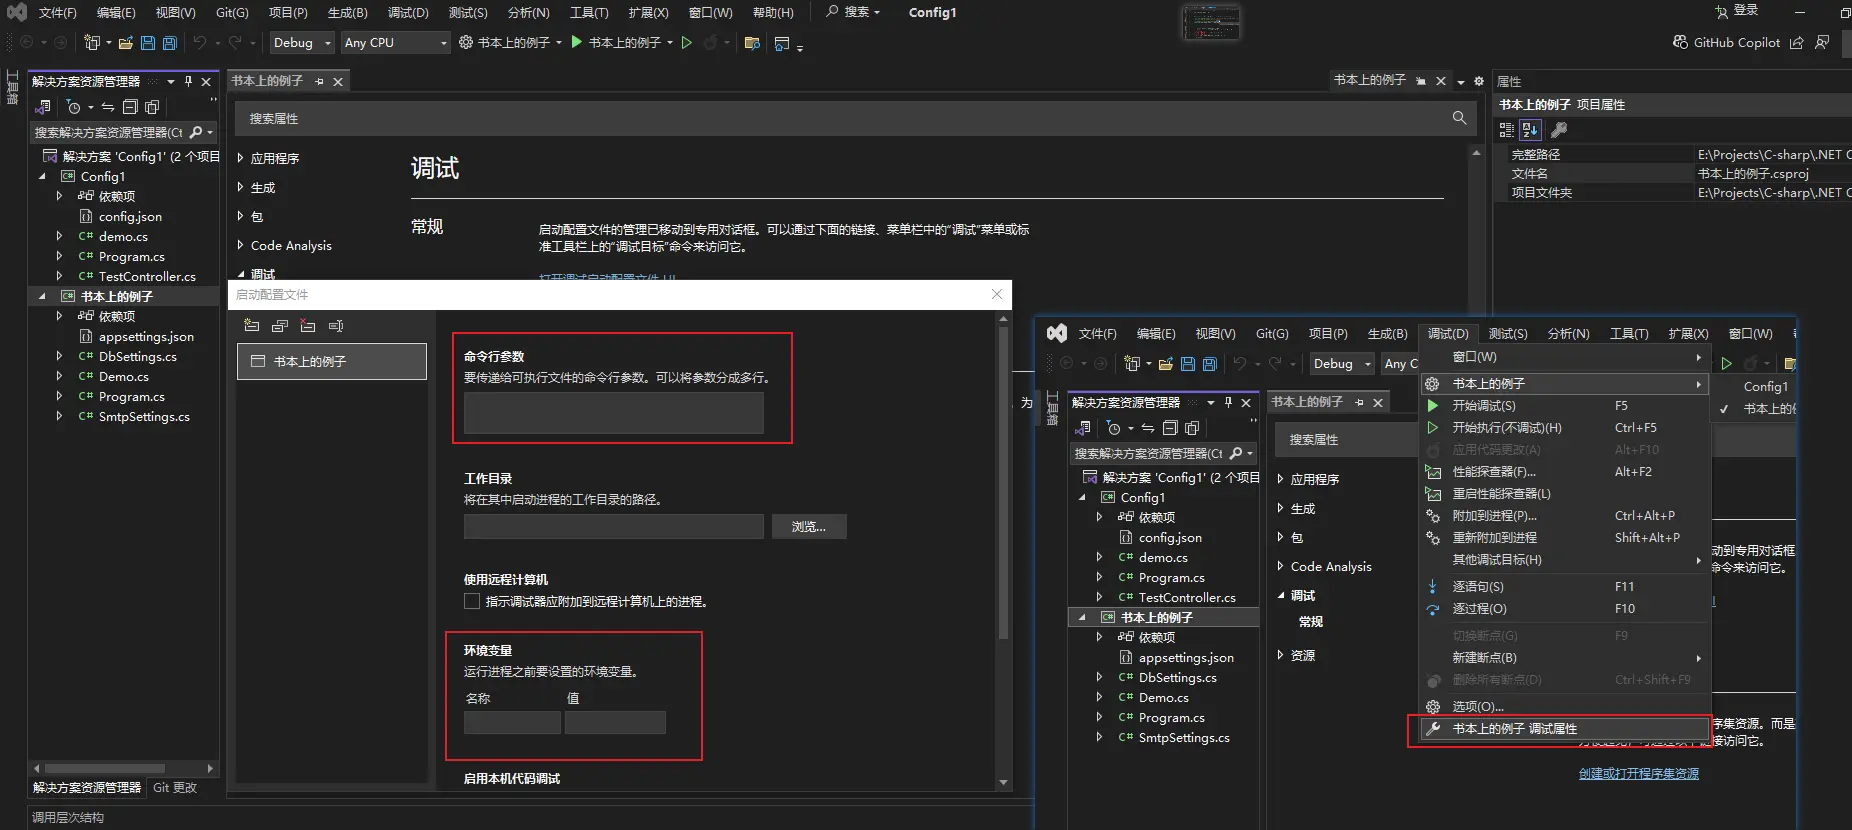 文件(F) 编辑(E) 视图(V) Git(G) 项目(P) 生成(B) 调试(D) 测试(S) 分析(N) 工具(T) 扩展(X) 窗口(W) 帮助(H) 搜索 Config1 登录
Debug Any CPU 书本上的例子 书本上的例子 GitHub Copilot
工具箱
解决方案资源管理器
搜索解决方案资源管理器(Ct
解决方案 'Config1' (2 个项目
Config1
依赖项
config.json
demo.cs
Program.cs
TestController.cs
书本上的例子
依赖项
appsettings.json
DbSettings.cs
Demo.cs
Program.cs
SmtpSettings.cs
解决方案资源管理器 Git 更改
调用层次结构
书本上的例子 书本上的例子
搜索属性
应用程序
生成
包
Code Analysis
调试
调试
常规
启动配置文件的管理已移动到专用对话框。可以通过下面的链接、菜单栏中的"调试"菜单或标
准工具栏上的"调试目标"命令来访问它。
打开调试启动配置文件 UI
属性
书本上的例子 项目属性
完整路径 E:\Projects\C-sharp\.NET C
文件名 书本上的例子.csproj
项目文件夹 E:\Projects\C-sharp\.NET C
启动配置文件
书本上的例子
命令行参数
要传递给可执行文件的命令行参数。可以将参数分成多行。
工作目录
将在其中启动进程的工作目录的路径。
浏览...
使用远程计算机
指示调试器应附加到远程计算机上的进程。
环境变量
运行进程之前要设置的环境变量。
名称 值
启用本机代码调试
为
文件(F) 编辑(E) 视图(V) Git(G) 项目(P) 生成(B) 调试(D) 测试(S) 分析(N) 工具(T) 扩展(X) 窗口(W)
Debug Any C
工具箱
解决方案资源管理器
搜索解决方案资源管理器(Ct
解决方案 'Config1' (2 个项目
Config1
依赖项
config.json
demo.cs
Program.cs
TestController.cs
书本上的例子
依赖项
appsettings.json
DbSettings.cs
Demo.cs
Program.cs
SmtpSettings.cs
书本上的例子
搜索属性
应用程序
生成
包
Code Analysis
调试
常规
资源
窗口(W)
书本上的例子
开始调试(S) F5
开始执行(不调试)(H) Ctrl+F5
应用代码更改(A) Alt+F10
性能探查器(F)... Alt+F2
重启性能探查器(L)
附加到进程(P)... Ctrl+Alt+P
重新附加到进程 Shift+Alt+P
其他调试目标(H)
逐语句(S) F11
逐过程(O) F10
切换断点(G) F9
新建断点(B)
删除所有断点(D) Ctrl+Shift+F9
选项(O)...
书本上的例子 调试属性
Config1
书本上的
动到专用对话框
命令来访问它。
序集资源。而是
接访问它。
创建或打开程序集资源